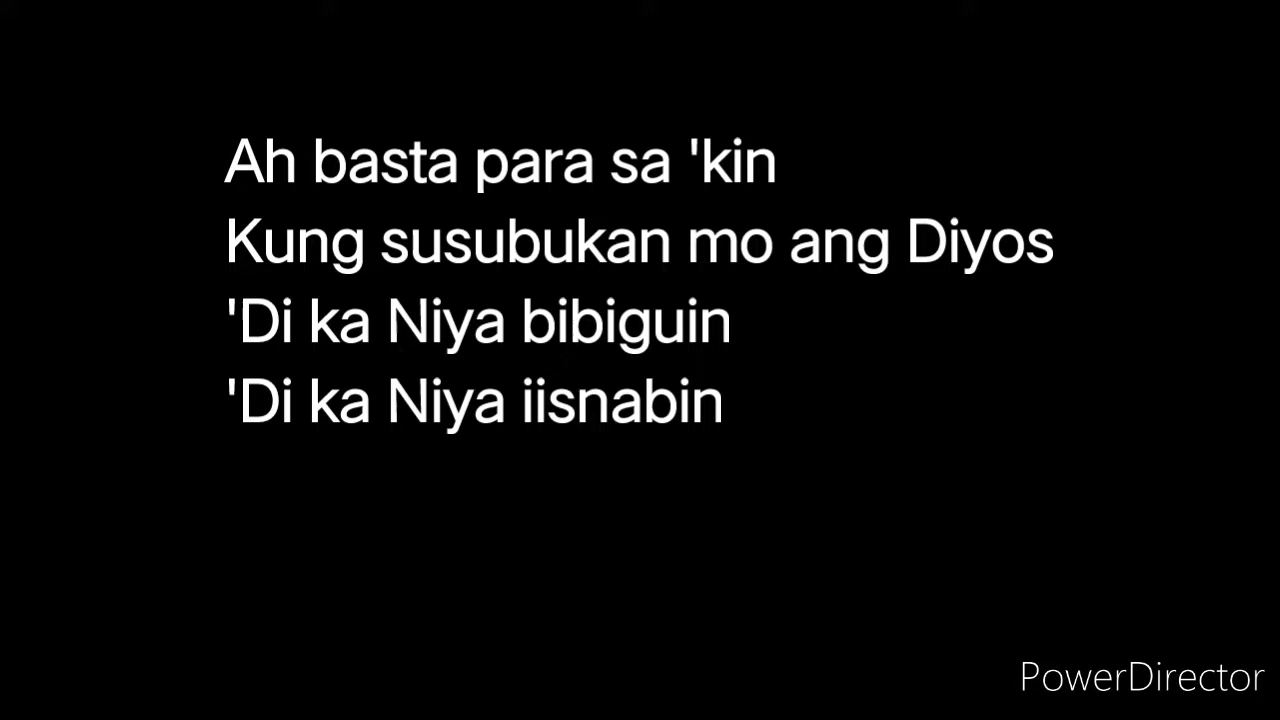 Ah basta para sa 'kin
Kung susubukan mo ang Diyos
'Di ka Niya bibiguin
'Di ka Niya iisnabin
PowerDirector